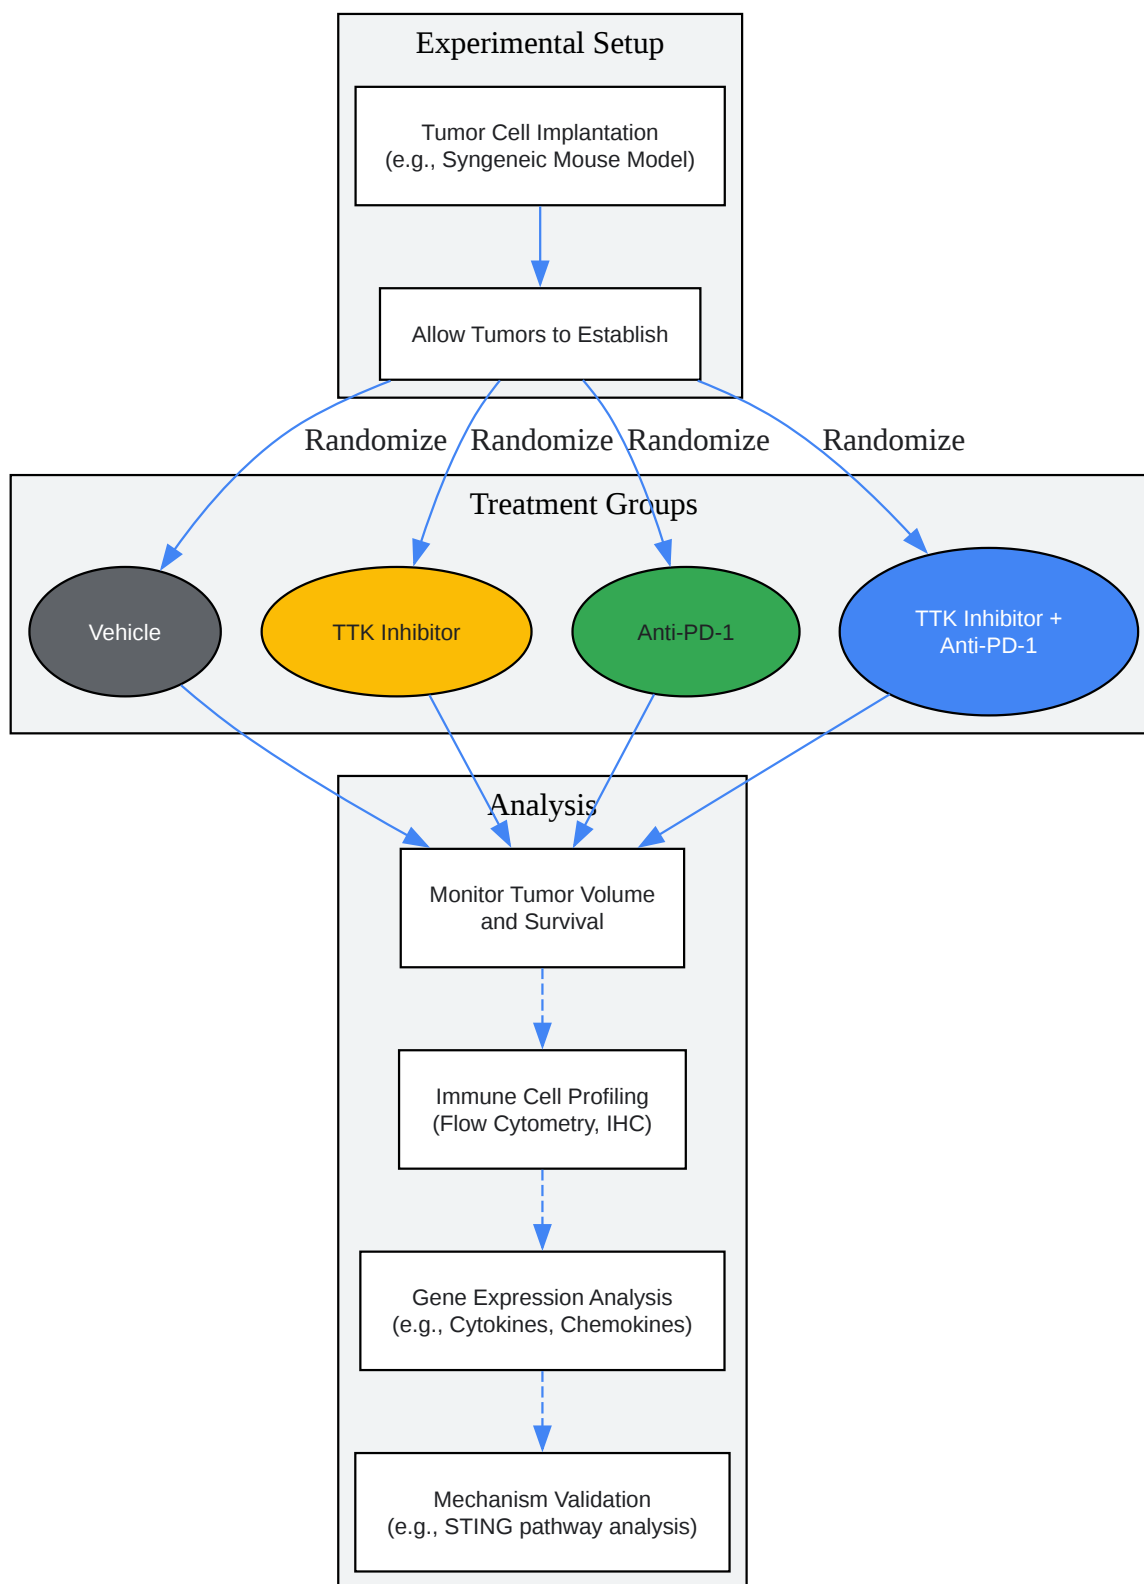 Experimental Setup
Tumor Cell Implantation
(e.g., Syngeneic Mouse Model)
Allow Tumors to Establish
Randomize
Randomize
Randomize
Randomize
Treatment Groups
Vehicle
TTK Inhibitor
Anti-PD-1
TTK Inhibitor +
Anti-PD-1
Analysis
Monitor Tumor Volume
and Survival
Immune Cell Profiling
(Flow Cytometry, IHC)
Gene Expression Analysis
(e.g., Cytokines, Chemokines)
Mechanism Validation
(e.g., STING pathway analysis)